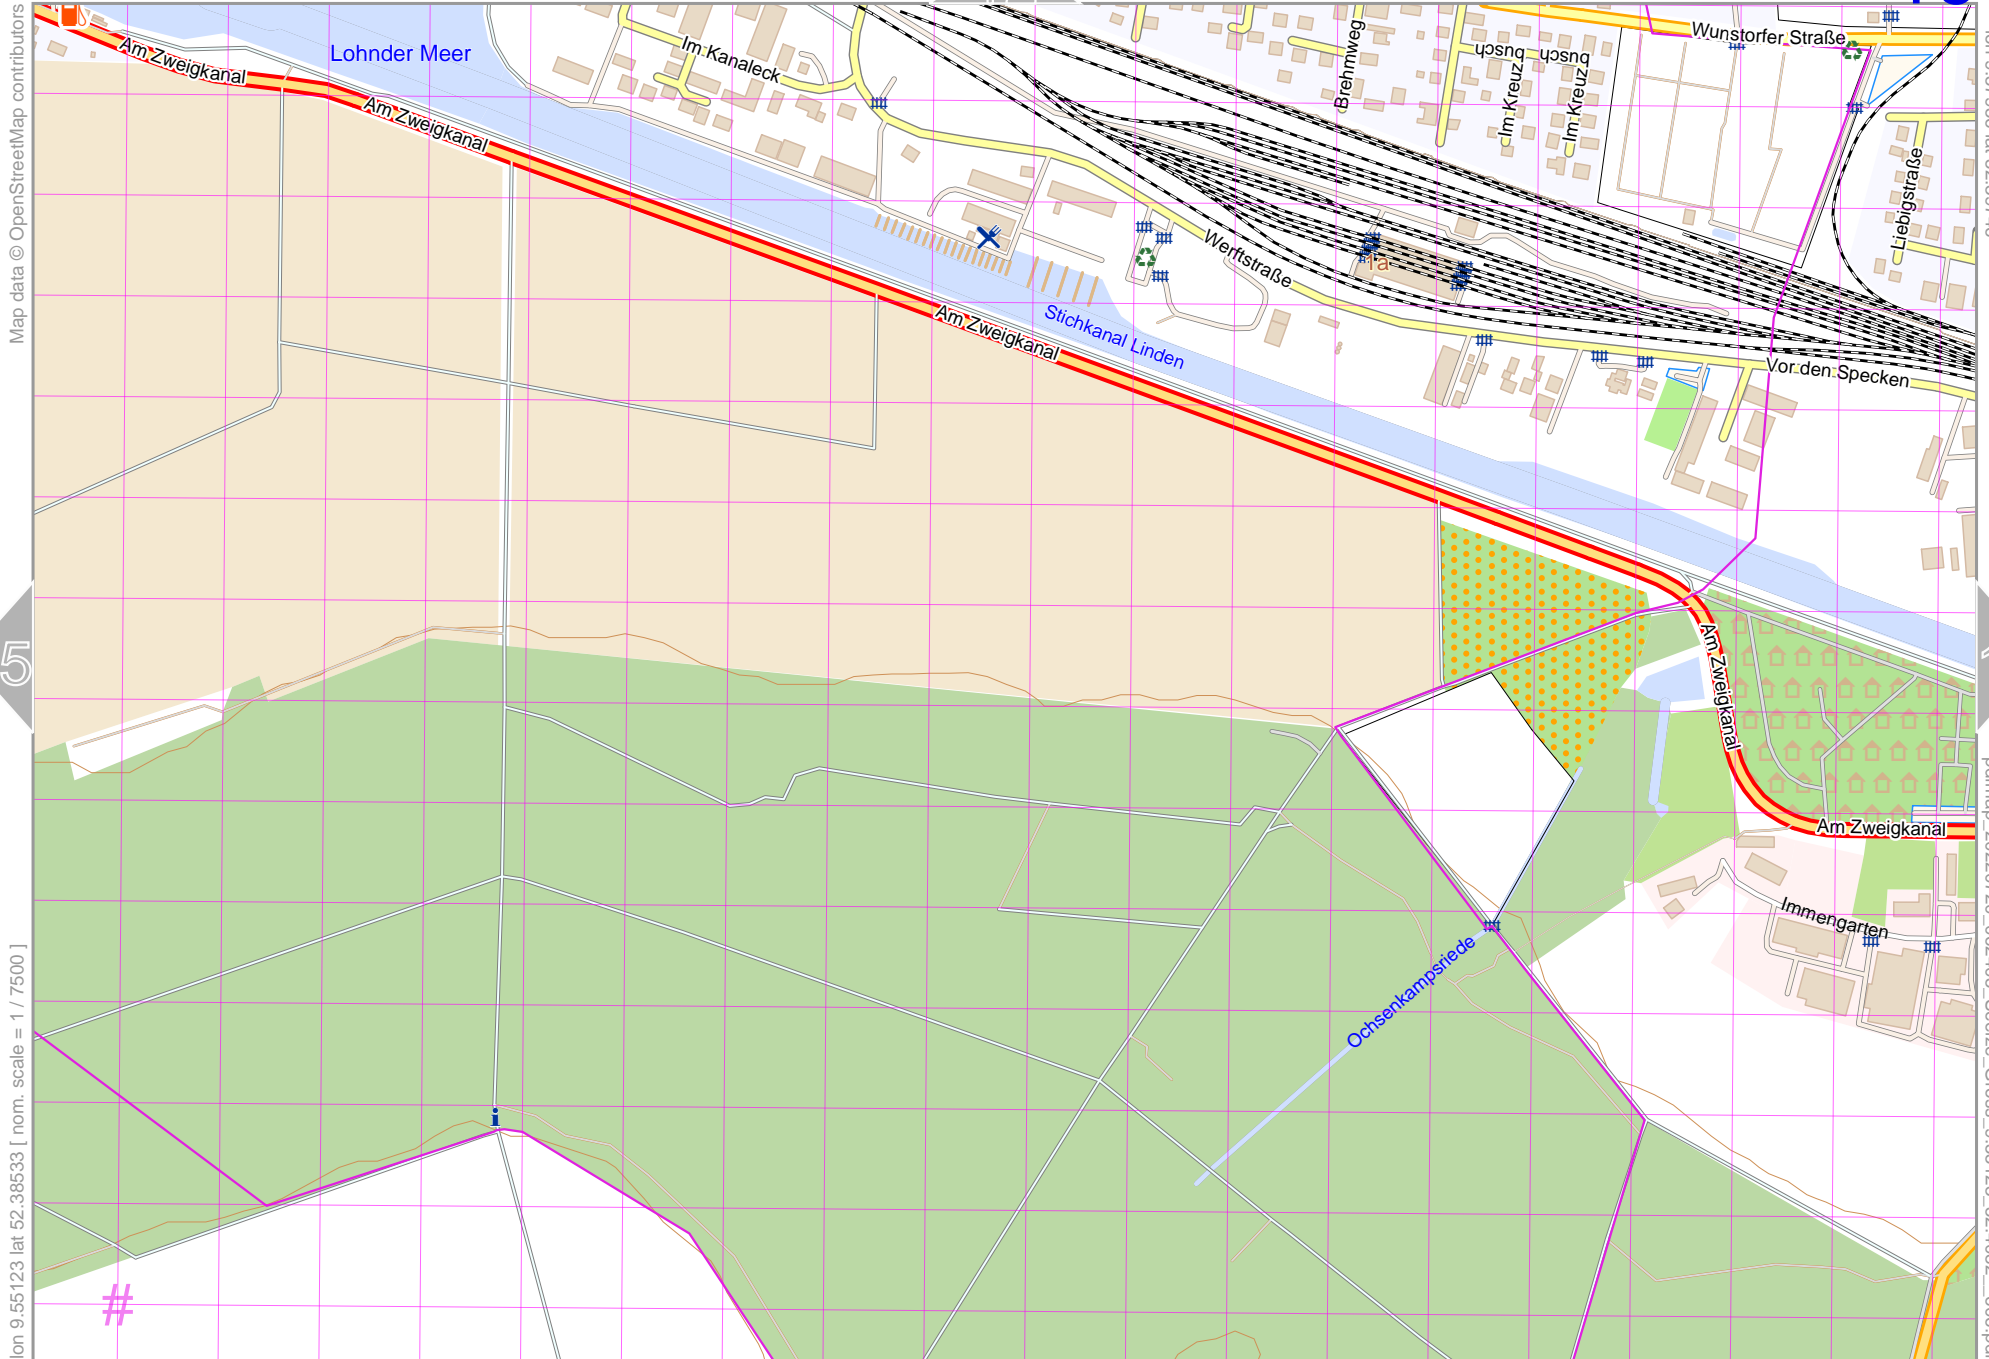 Map data © OpenStreetMap contributors
lon 9.55123 lat 52.38533 [ nom. scale = 1 / 7500 ]
5
Lohnder Meer
Am Zweigkanal
Am Zweigkanal
Im Kanaleck
Brehmweg
Im Kreuz
busch
Im Kreuz
busch
Wunstorfer Straße
Liebigstraße
Werftstraße
1a
Stichkanal Linden
Am Zweigkanal
Vor den Specken
Am Zweigkanal
Am Zweigkanal
Immengarten
Ochsenkampsriede
i
#